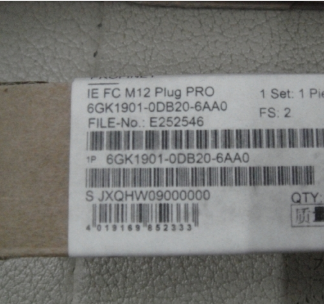 IE FC M12 Plug PRO 1 Set: 1 Pie
6GK1901-0DB20-6AA0 FS: 2
FILE-No.: E252546
1P 6GK1901-0DB20-6AA0
S JXQHW09000000 QTY
4 019169 652333